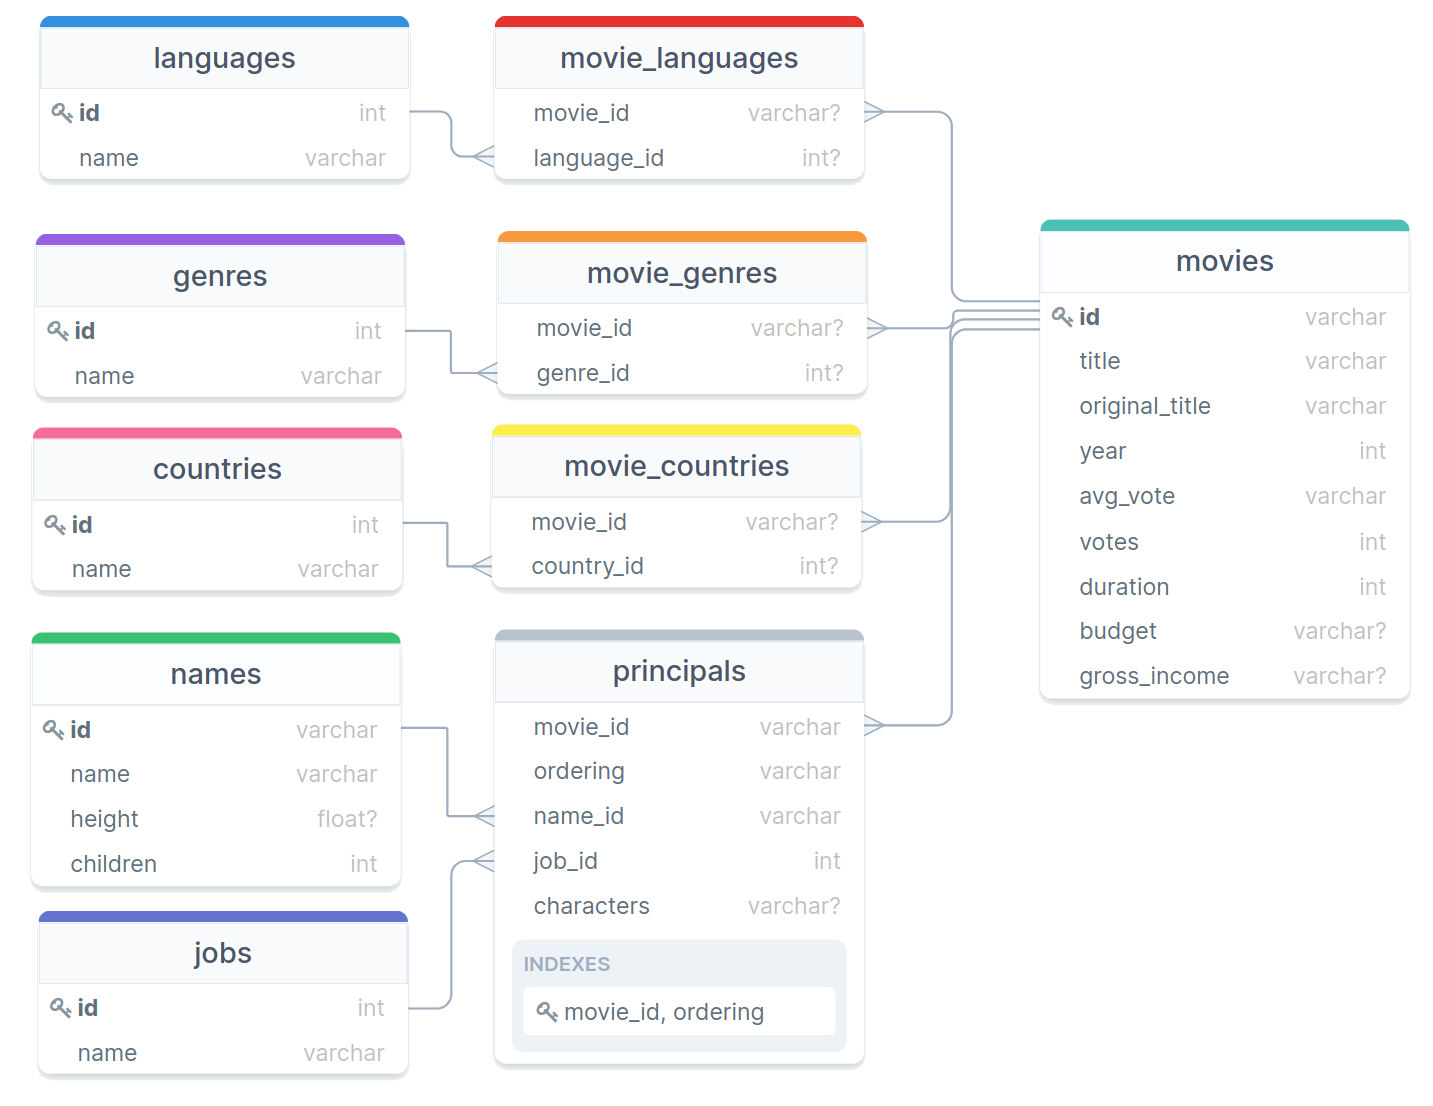 languages
id int
name varchar
movie_languages
movie_id varchar?
language_id int?
genres
id int
name varchar
movie_genres
movie_id varchar?
genre_id int?
movies
id varchar
title varchar
original_title varchar
year int
avg_vote varchar
votes int
duration int
budget varchar?
gross_income varchar?
countries
id int
name varchar
movie_countries
movie_id varchar?
country_id int?
names
id varchar
name varchar
height float?
children int
principals
movie_id varchar
ordering varchar
name_id varchar
job_id int
characters varchar?
INDEXES
movie_id, ordering
jobs
id int
name varchar